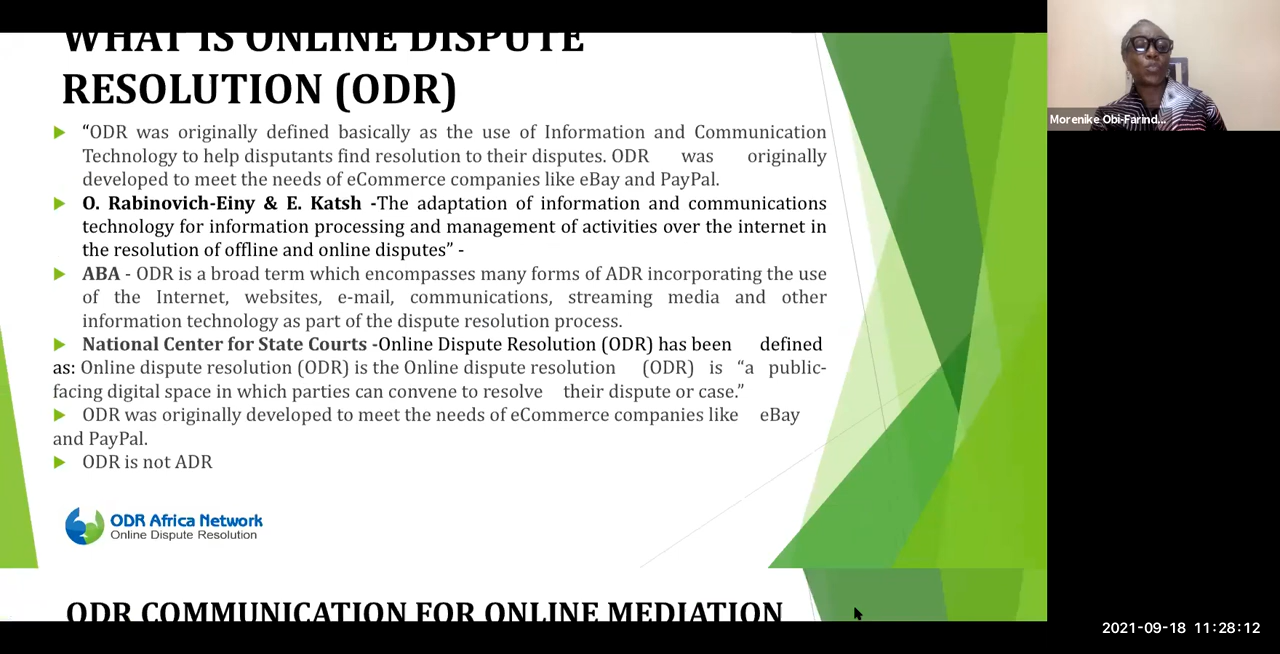 WHAT IS ONLINE DISPUTE
RESOLUTION (ODR)
“ODR was originally defined basically as the use of Information and Communication
Technology to help disputants find resolution to their disputes. ODR was originally
developed to meet the needs of eCommerce companies like eBay and PayPal.
O. Rabinovich-Einy & E. Katsh -The adaptation of information and communications
technology for information processing and management of activities over the internet in
the resolution of offline and online disputes” -
ABA - ODR is a broad term which encompasses many forms of ADR incorporating the use
of the Internet, websites, e-mail, communications, streaming media and other
information technology as part of the dispute resolution process.
National Center for State Courts -Online Dispute Resolution (ODR) has been defined
as: Online dispute resolution (ODR) is the Online dispute resolution (ODR) is “a public-
facing digital space in which parties can convene to resolve their dispute or case.”
ODR was originally developed to meet the needs of eCommerce companies like eBay
and PayPal.
ODR is not ADR
ODR Africa Network
Online Dispute Resolution
ODR COMMUNICATION FOR ONLINE MEDIATION
Morenike Obi-Farind...
2021-09-18 11:28:12